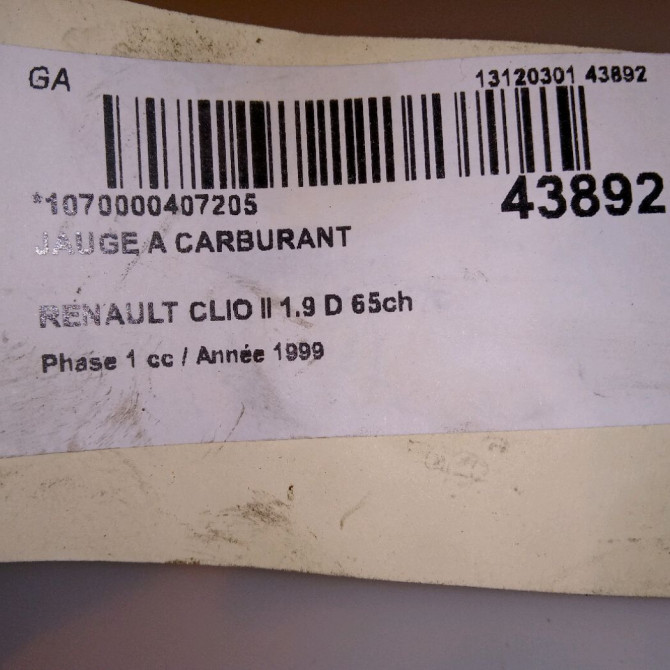 GA
13120301 43892
*1070000407205
43892
JAUGE A CARBURANT
RENAULT CLIO II 1.9 D 65ch
Phase 1 cc / Année 1999